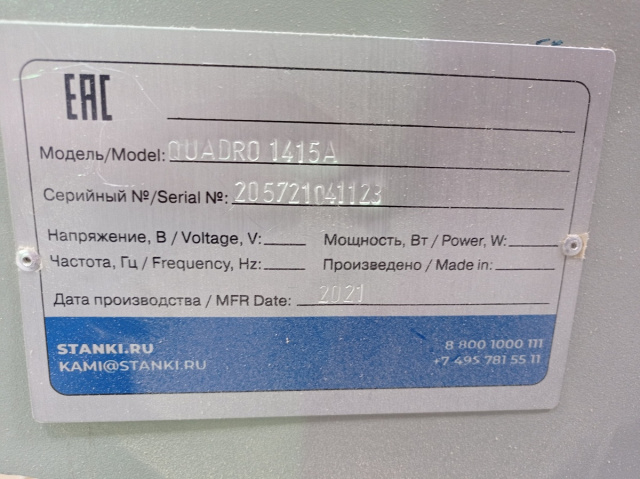 EAC
Модель/Model: QUADRO 1415A
Серийный №/Serial №: 205721041123
Напряжение, В / Voltage, V: Мощность, Вт / Power, W:
Частота, Гц / Frequency, Hz: Произведено / Made in:
Дата производства / MFR Date: 2021
STANKI.RU 8 800 1000 111
KAMI@STANKI.RU +7 495 781 55 11